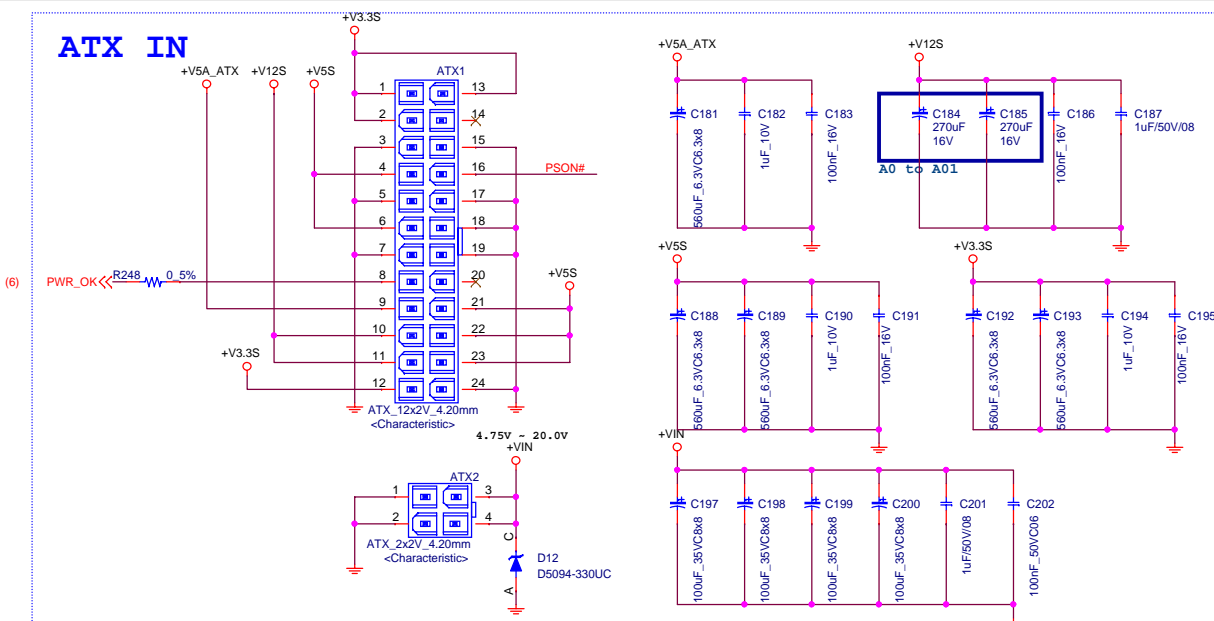 ATX IN
+V3.3S
+V5A_ATX
+V12S
+V5S
ATX1
1
2
3
4
5
6
7
8
9
10
11
12
13
14
15
16
17
18
19
20
21
22
23
24
PSON#
(6)
PWR_OK
R248
0_5%
+V5S
+V3.3S
ATX_12x2V_4.20mm
<Characteristic>
4.75V ~ 20.0V
+VIN
ATX2
1
2
3
4
ATX_2x2V_4.20mm
<Characteristic>
C
A
D12
D5094-330UC
+V5A_ATX
C181
560uF_6.3VC6.3x8
C182
1uF_10V
C183
100nF_16V
+V12S
C184
270uF
16V
C185
270uF
16V
C186
100nF_16V
C187
1uF/50V/08
A0 to A01
+V5S
C188
560uF_6.3VC6.3x8
C189
560uF_6.3VC6.3x8
C190
1uF_10V
C191
100nF_16V
+V3.3S
C192
560uF_6.3VC6.3x8
C193
560uF_6.3VC6.3x8
C194
1uF_10V
C195
100nF_16V
+VIN
C197
100uF_35VC8x8
C198
100uF_35VC8x8
C199
100uF_35VC8x8
C200
100uF_35VC8x8
C201
1uF/50V/08
C202
100nF_50VC06